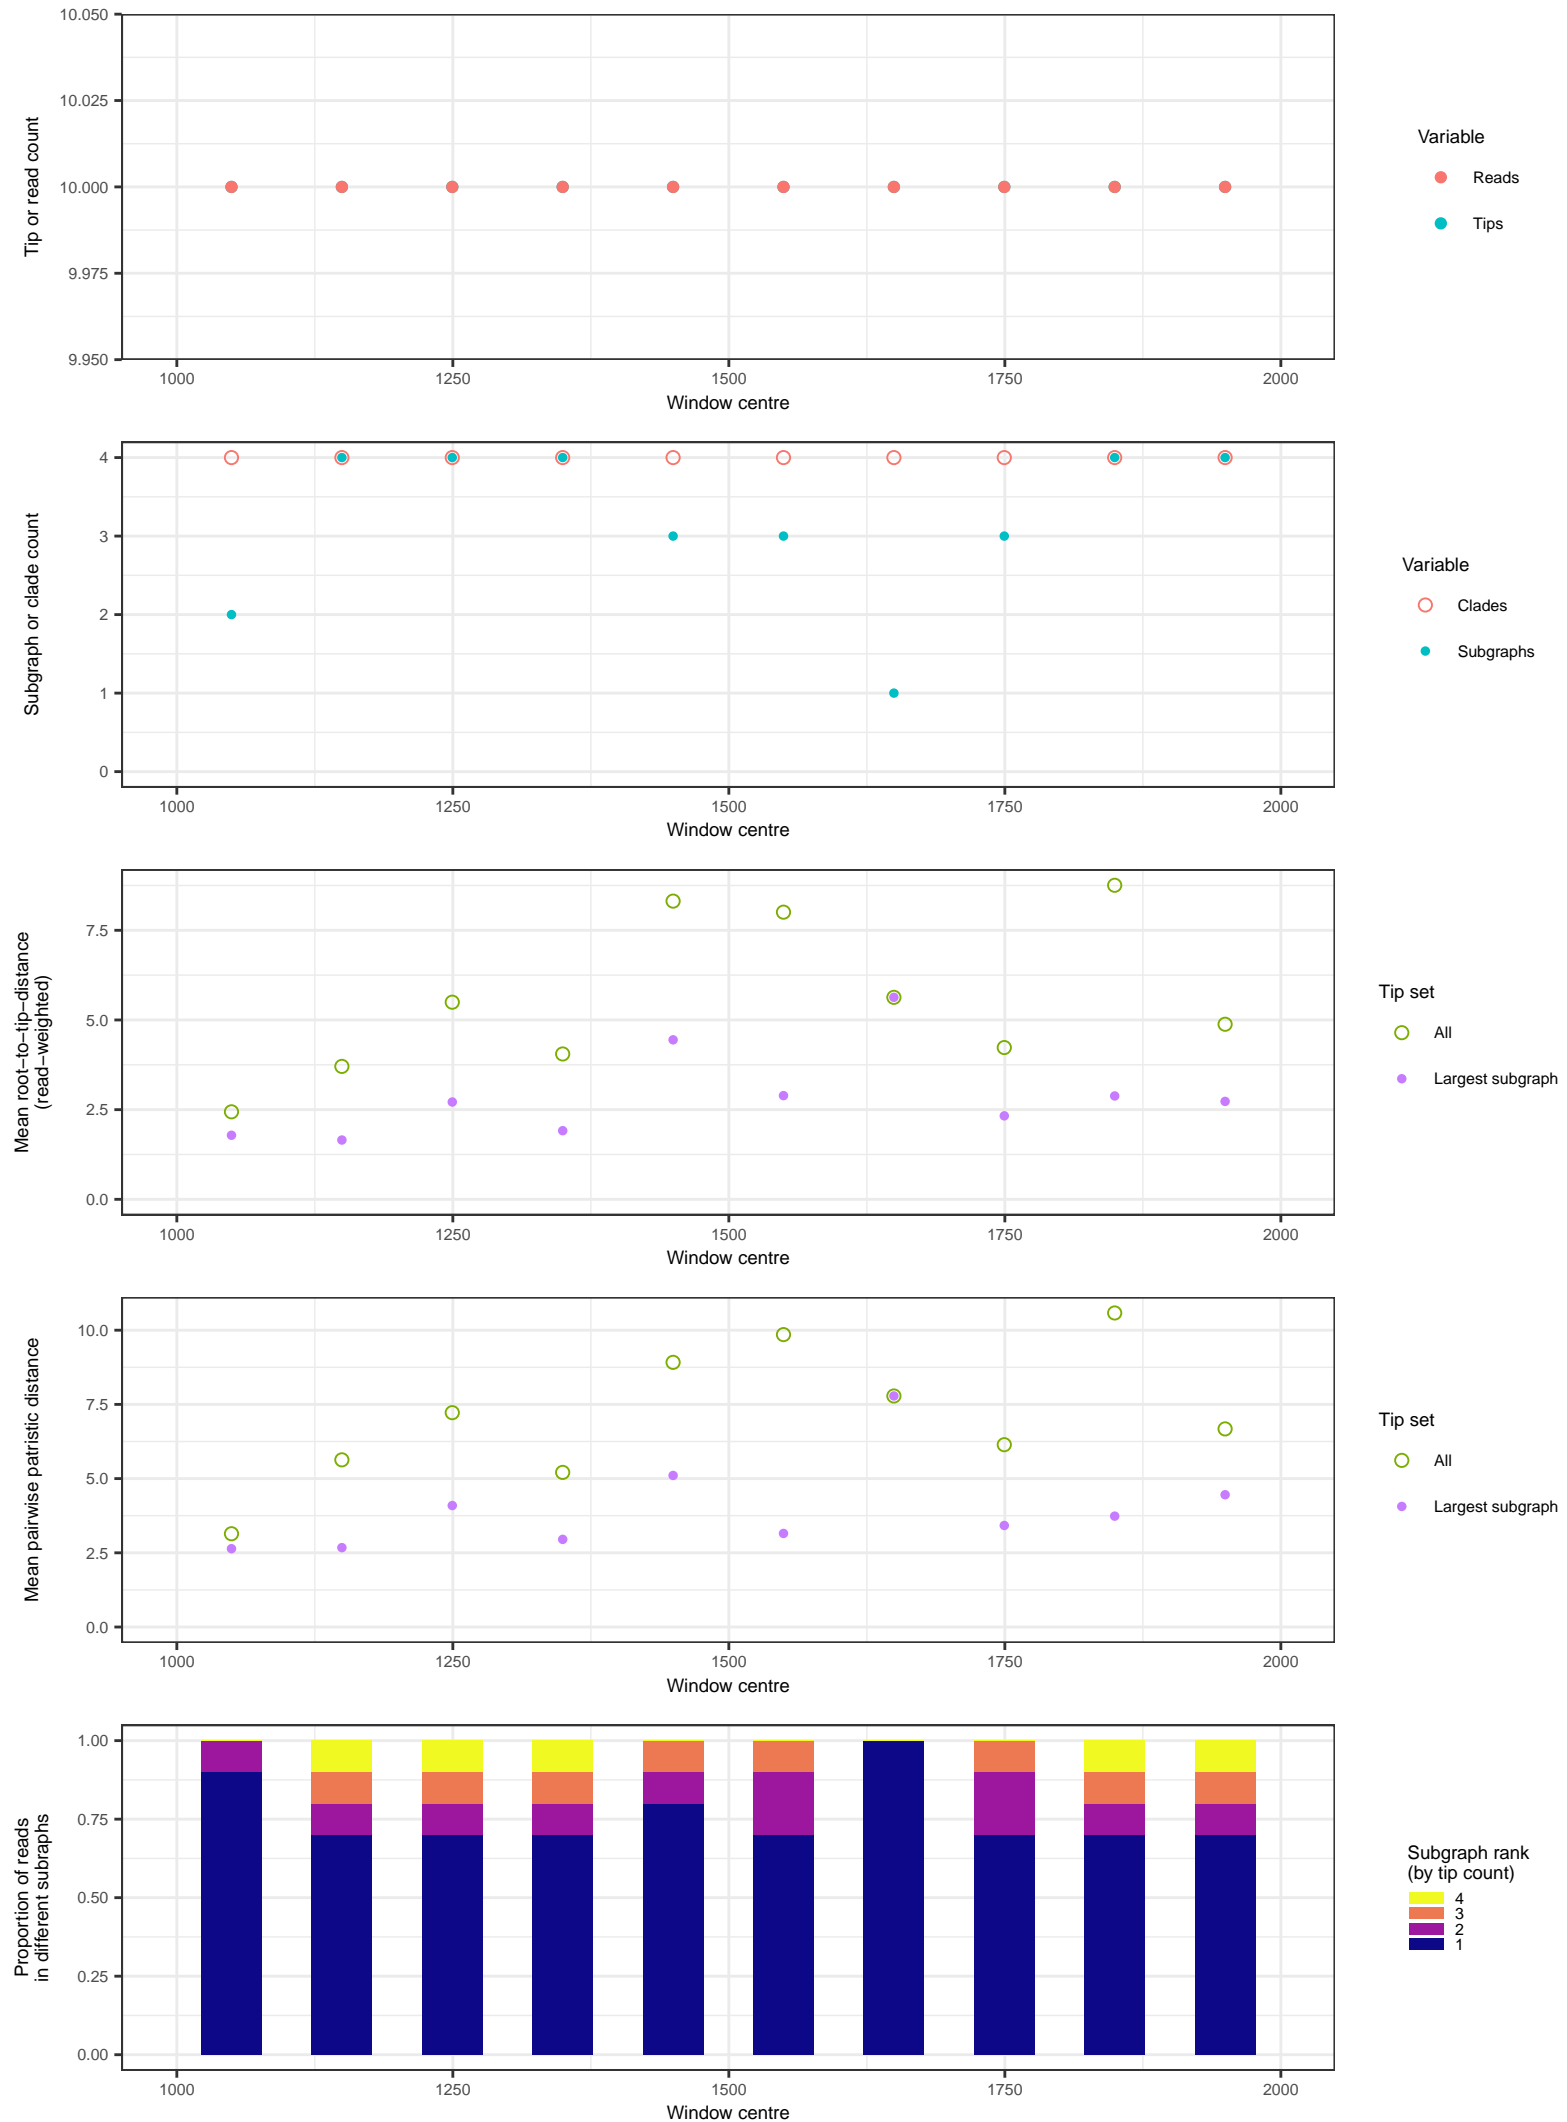 10.050
10.025
10.000
9.975
9.950
Tip or read count
1000 1250 1500 1750 2000
Window centre
Variable
Reads
Tips
4
3
2
1
0
Subgraph or clade count
1000 1250 1500 1750 2000
Window centre
Variable
Clades
Subgraphs
7.5
5.0
2.5
0.0
Mean root−to−tip−distance
(read−weighted)
1000 1250 1500 1750 2000
Window centre
Tip set
All
Largest subgraph
10.0
7.5
5.0
2.5
0.0
Mean pairwise patristic distance
1000 1250 1500 1750 2000
Window centre
Tip set
All
Largest subgraph
1.00
0.75
0.50
0.25
0.00
Proportion of reads
in different subraphs
1000 1250 1500 1750 2000
Window centre
Subgraph rank
(by tip count)
4
3
2
1